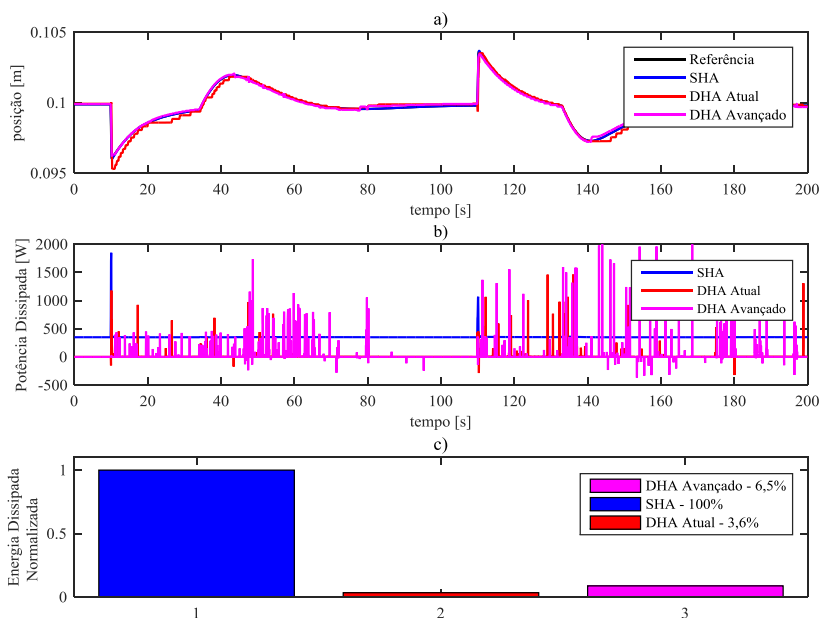 a)
0.105
0.1
0.095
posição [m]
Referência
SHA
DHA Atual
DHA Avançado
0 20 40 60 80 100 120 140 160 180 200
tempo [s]
b)
2000
1500
1000
500
0
-500
Potência Dissipada [W]
SHA
DHA Atual
DHA Avançado
0 20 40 60 80 100 120 140 160 180 200
tempo [s]
c)
1
0.5
0
Energia Dissipada
Normalizada
DHA Avançado - 6,5%
SHA - 100%
DHA Atual - 3,6%
1 2 3